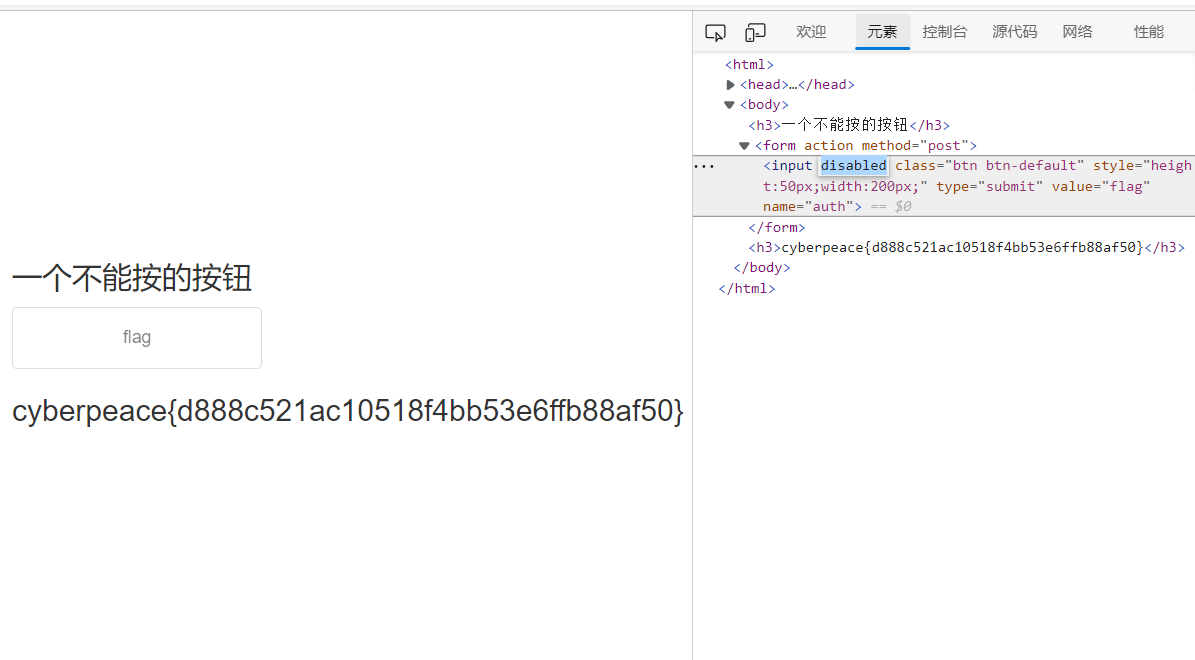 一个不能按的按钮
flag
cyberpeace{d888c521ac10518f4bb53e6ffb88af50}
欢迎 元素 控制台 源代码 网络 性能
<html>
<head>…</head>
<body>
<h3>一个不能按的按钮</h3>
<form action method="post">
<input disabled class="btn btn-default" style="heigh
t:50px;width:200px;" type="submit" value="flag"
name="auth"> == $0
</form>
<h3>cyberpeace{d888c521ac10518f4bb53e6ffb88af50}</h3>
</body>
</html>